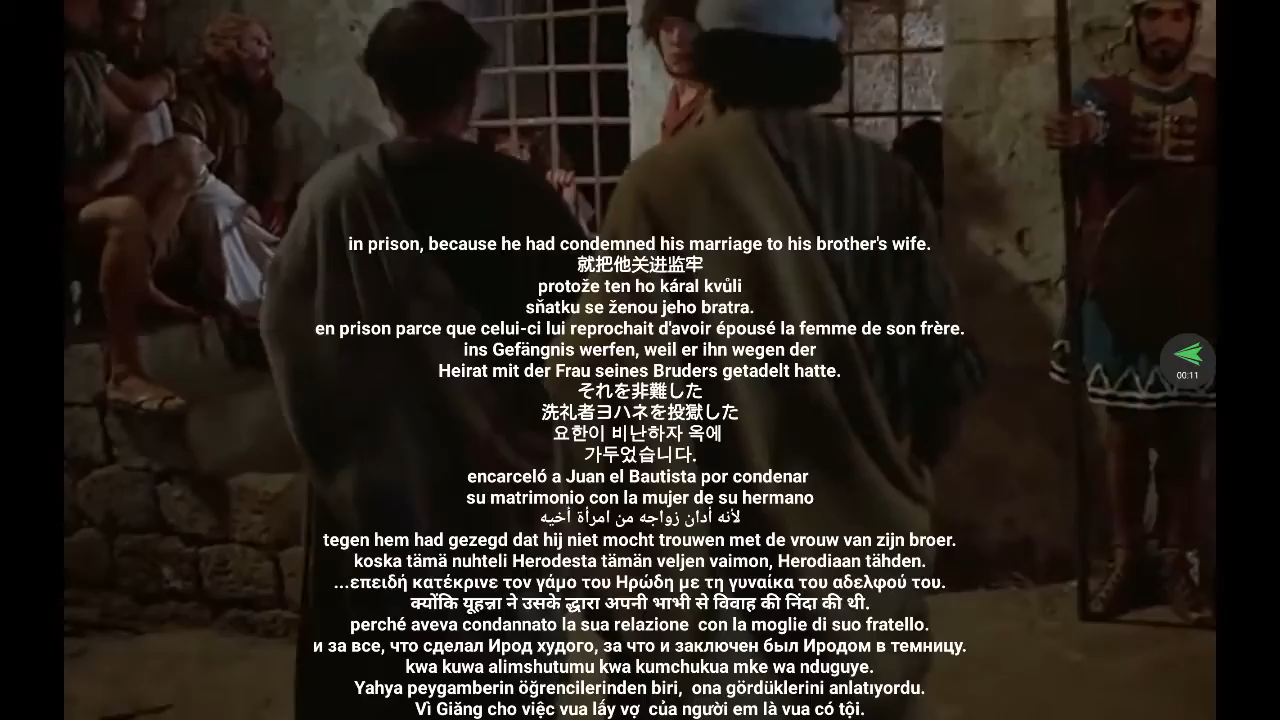 in prison, because he had condemned his marriage to his brother's wife.
就把他关进监牢
protože ten ho káral kvůli
sňatku se ženou jeho bratra.
en prison parce que celui-ci lui reprochait d'avoir épousé la femme de son frère.
ins Gefängnis werfen, weil er ihn wegen der
Heirat mit der Frau seines Bruders getadelt hatte.
それを非難した
洗礼者ヨハネを投獄した
요한이 비난하자 옥에
가두었습니다.
encarceló a Juan el Bautista por condenar
su matrimonio con la mujer de su hermano
لأنه أدان زواجه من امرأة أخيه
tegen hem had gezegd dat hij niet mocht trouwen met de vrouw van zijn broer.
koska tämä nuhteli Herodesta tämän veljen vaimon, Herodiaan tähden.
...επειδή κατέκρινε τον γάμο του Ηρώδη με τη γυναίκα του αδελφού του.
क्योंकि यूहन्ना ने उसके द्धारा अपनी भाभी से विवाह की निंदा की थी.
perché aveva condannato la sua relazione  con la moglie di suo fratello.
и за все, что сделал Ирод худого, за что и заключен был Иродом в темницу.
kwa kuwa alimshutumu kwa kumchukua mke wa nduguye.
Yahya peygamberin öğrencilerinden biri,  ona gördüklerini anlatıyordu.
Vì Giăng cho việc vua lấy vợ  của người em là vua có tội.
00:11